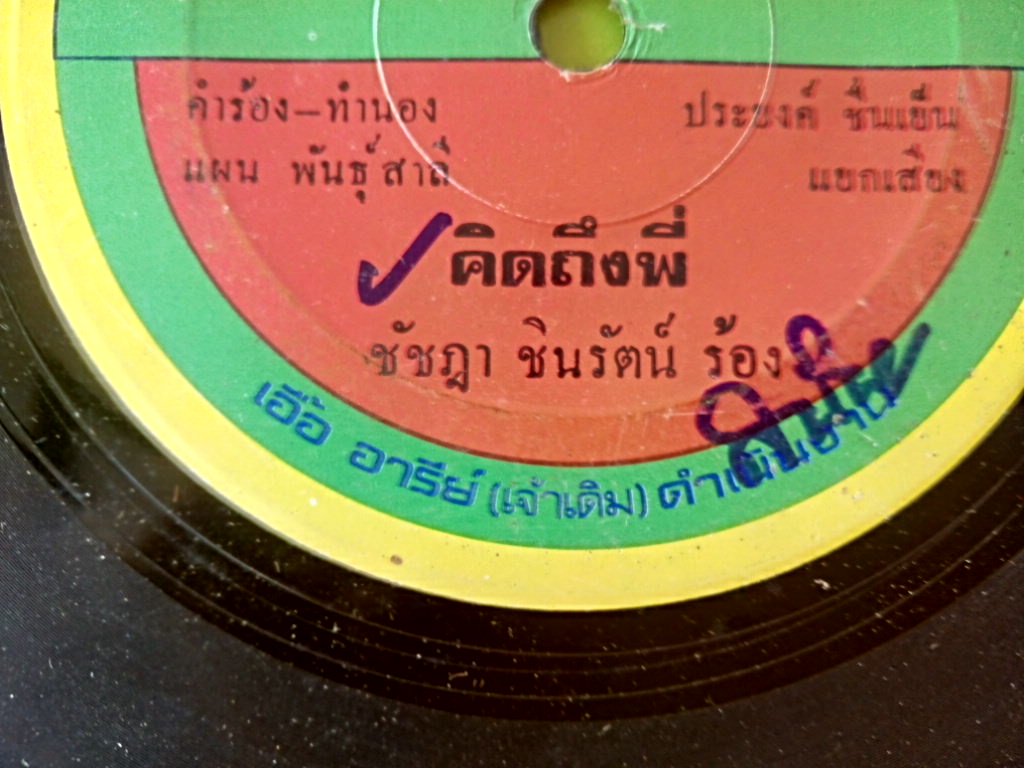 คำร้อง-ทำนอง
แผน พันธุ์สาลี
ประยงค์ ชื่นเย็น
แยกเสียง
คิดถึงพี่
ชัชฎา ชินรัตน์ ร้อง
เอื้อ อารีย์ (เจ้าเดิม) ดำเนินงาน